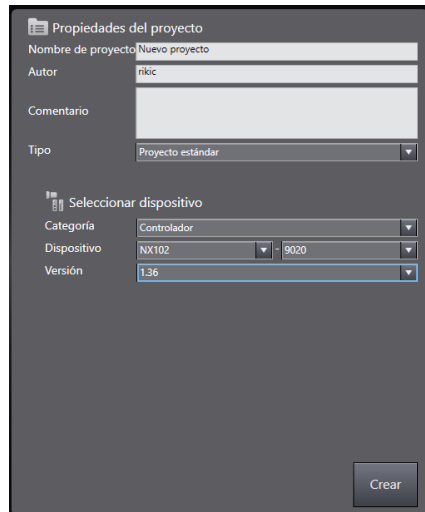 Propiedades del proyecto
Nombre de proyecto Nuevo proyecto
Autor rikic
Comentario
Tipo Proyecto estándar
Seleccionar dispositivo
Categoría Controlador
Dispositivo NX102 - 9020
Versión 1.36
Crear